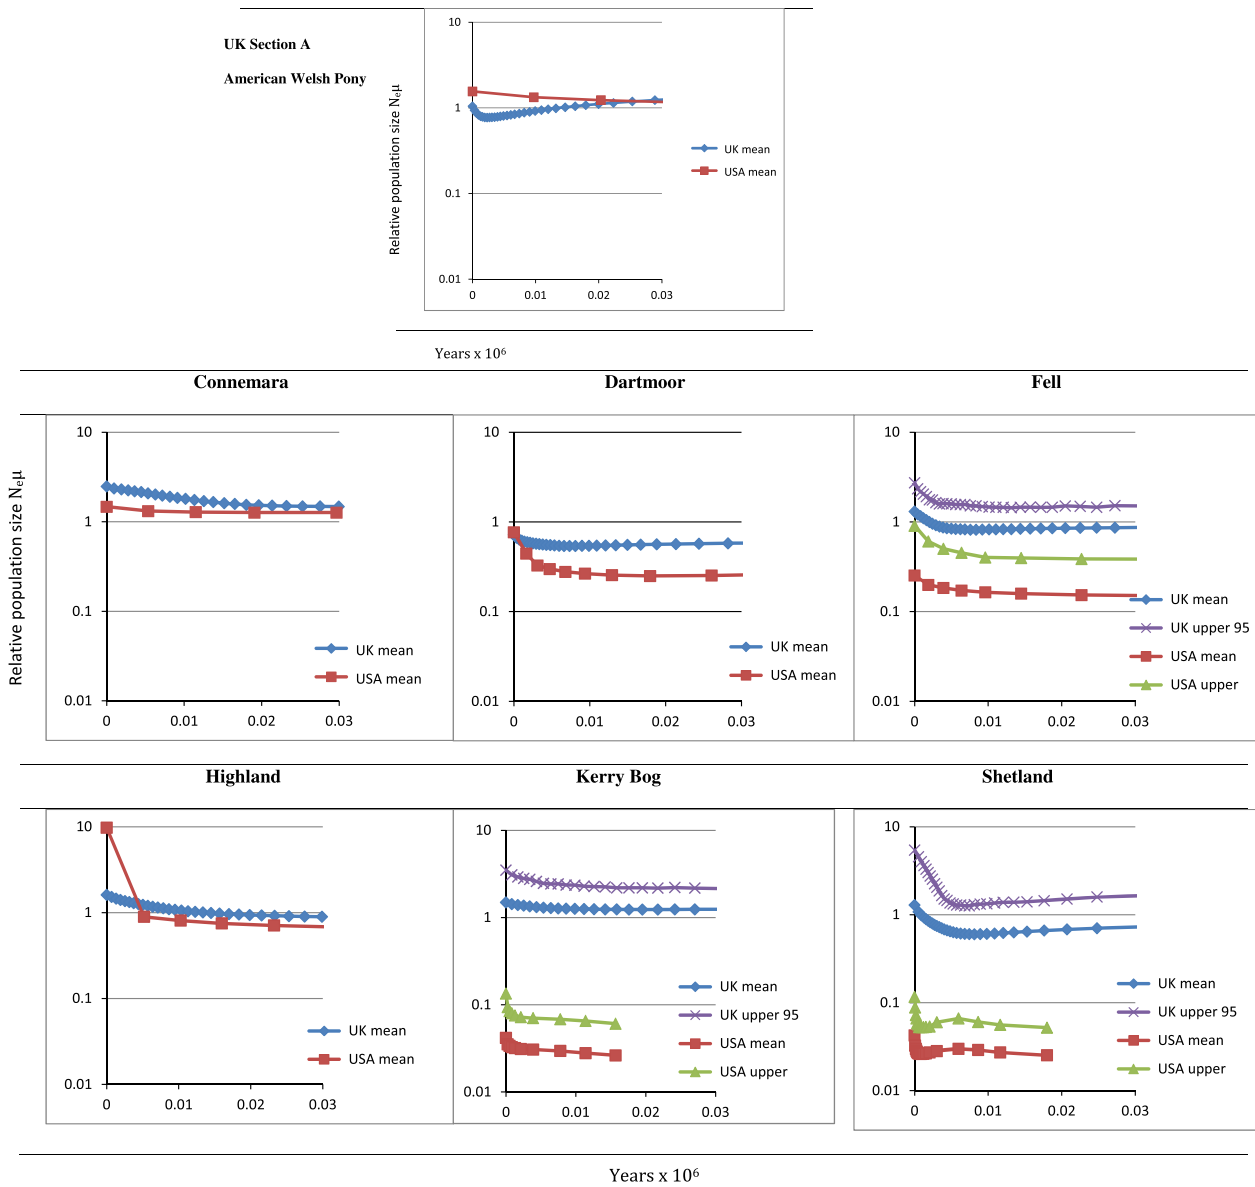 UK Section A
American Welsh Pony
Relative population size Nₑμ
10
1
0.1
0.01
0 0.01 0.02 0.03
UK mean
USA mean
Years x 10⁶
Connemara Dartmoor Fell
Relative population size Nₑμ
10
1
0.1
0.01
0 0.01 0.02 0.03
UK mean
USA mean
10
1
0.1
0.01
0 0.01 0.02 0.03
UK mean
USA mean
10
1
0.1
0.01
0 0.01 0.02 0.03
UK mean
UK upper 95
USA mean
USA upper
Highland Kerry Bog Shetland
10
1
0.1
0.01
0 0.01 0.02 0.03
UK mean
USA mean
10
1
0.1
0.01
0 0.01 0.02 0.03
UK mean
UK upper 95
USA mean
USA upper
10
1
0.1
0.01
0 0.01 0.02 0.03
UK mean
UK upper 95
USA mean
USA upper
Years x 10⁶